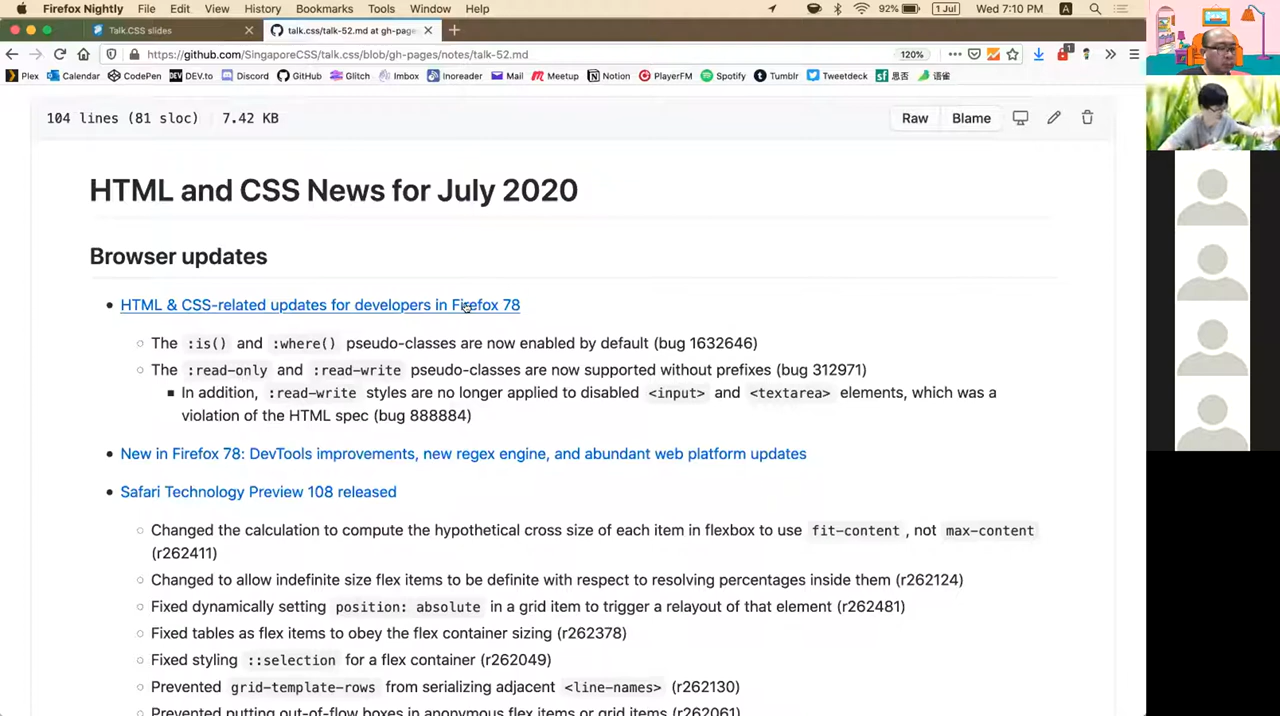 Firefox Nightly File Edit View History Bookmarks Tools Window Help 92% 1 Jul Wed 7:10 PM A
Talk.CSS slides talk.css/talk-52.md at gh-page
https://github.com/SingaporeCSS/talk.css/blob/gh-pages/notes/talk-52.md 120% 1
Plex Calendar CodePen DEV.to Discord GitHub Glitch Imbox Inoreader Mail Meetup Notion PlayerFM Spotify Tumblr Tweetdeck 思否 语雀
104 lines (81 sloc) 7.42 KB Raw Blame
HTML and CSS News for July 2020
Browser updates
HTML & CSS-related updates for developers in Firefox 78
The :is() and :where() pseudo-classes are now enabled by default (bug 1632646)
The :read-only and :read-write pseudo-classes are now supported without prefixes (bug 312971)
In addition, :read-write styles are no longer applied to disabled <input> and <textarea> elements, which was a
violation of the HTML spec (bug 888884)
New in Firefox 78: DevTools improvements, new regex engine, and abundant web platform updates
Safari Technology Preview 108 released
Changed the calculation to compute the hypothetical cross size of each item in flexbox to use fit-content , not max-content
(r262411)
Changed to allow indefinite size flex items to be definite with respect to resolving percentages inside them (r262124)
Fixed dynamically setting position: absolute in a grid item to trigger a relayout of that element (r262481)
Fixed tables as flex items to obey the flex container sizing (r262378)
Fixed styling ::selection for a flex container (r262049)
Prevented grid-template-rows from serializing adjacent <line-names> (r262130)
Prevented putting out-of-flow boxes in anonymous flex items or grid items (r262061)